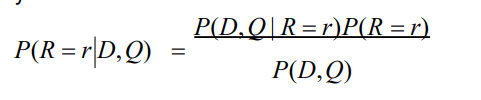 P(R = r|D,Q) = P(D,Q | R = r)P(R = r)
P(D,Q)